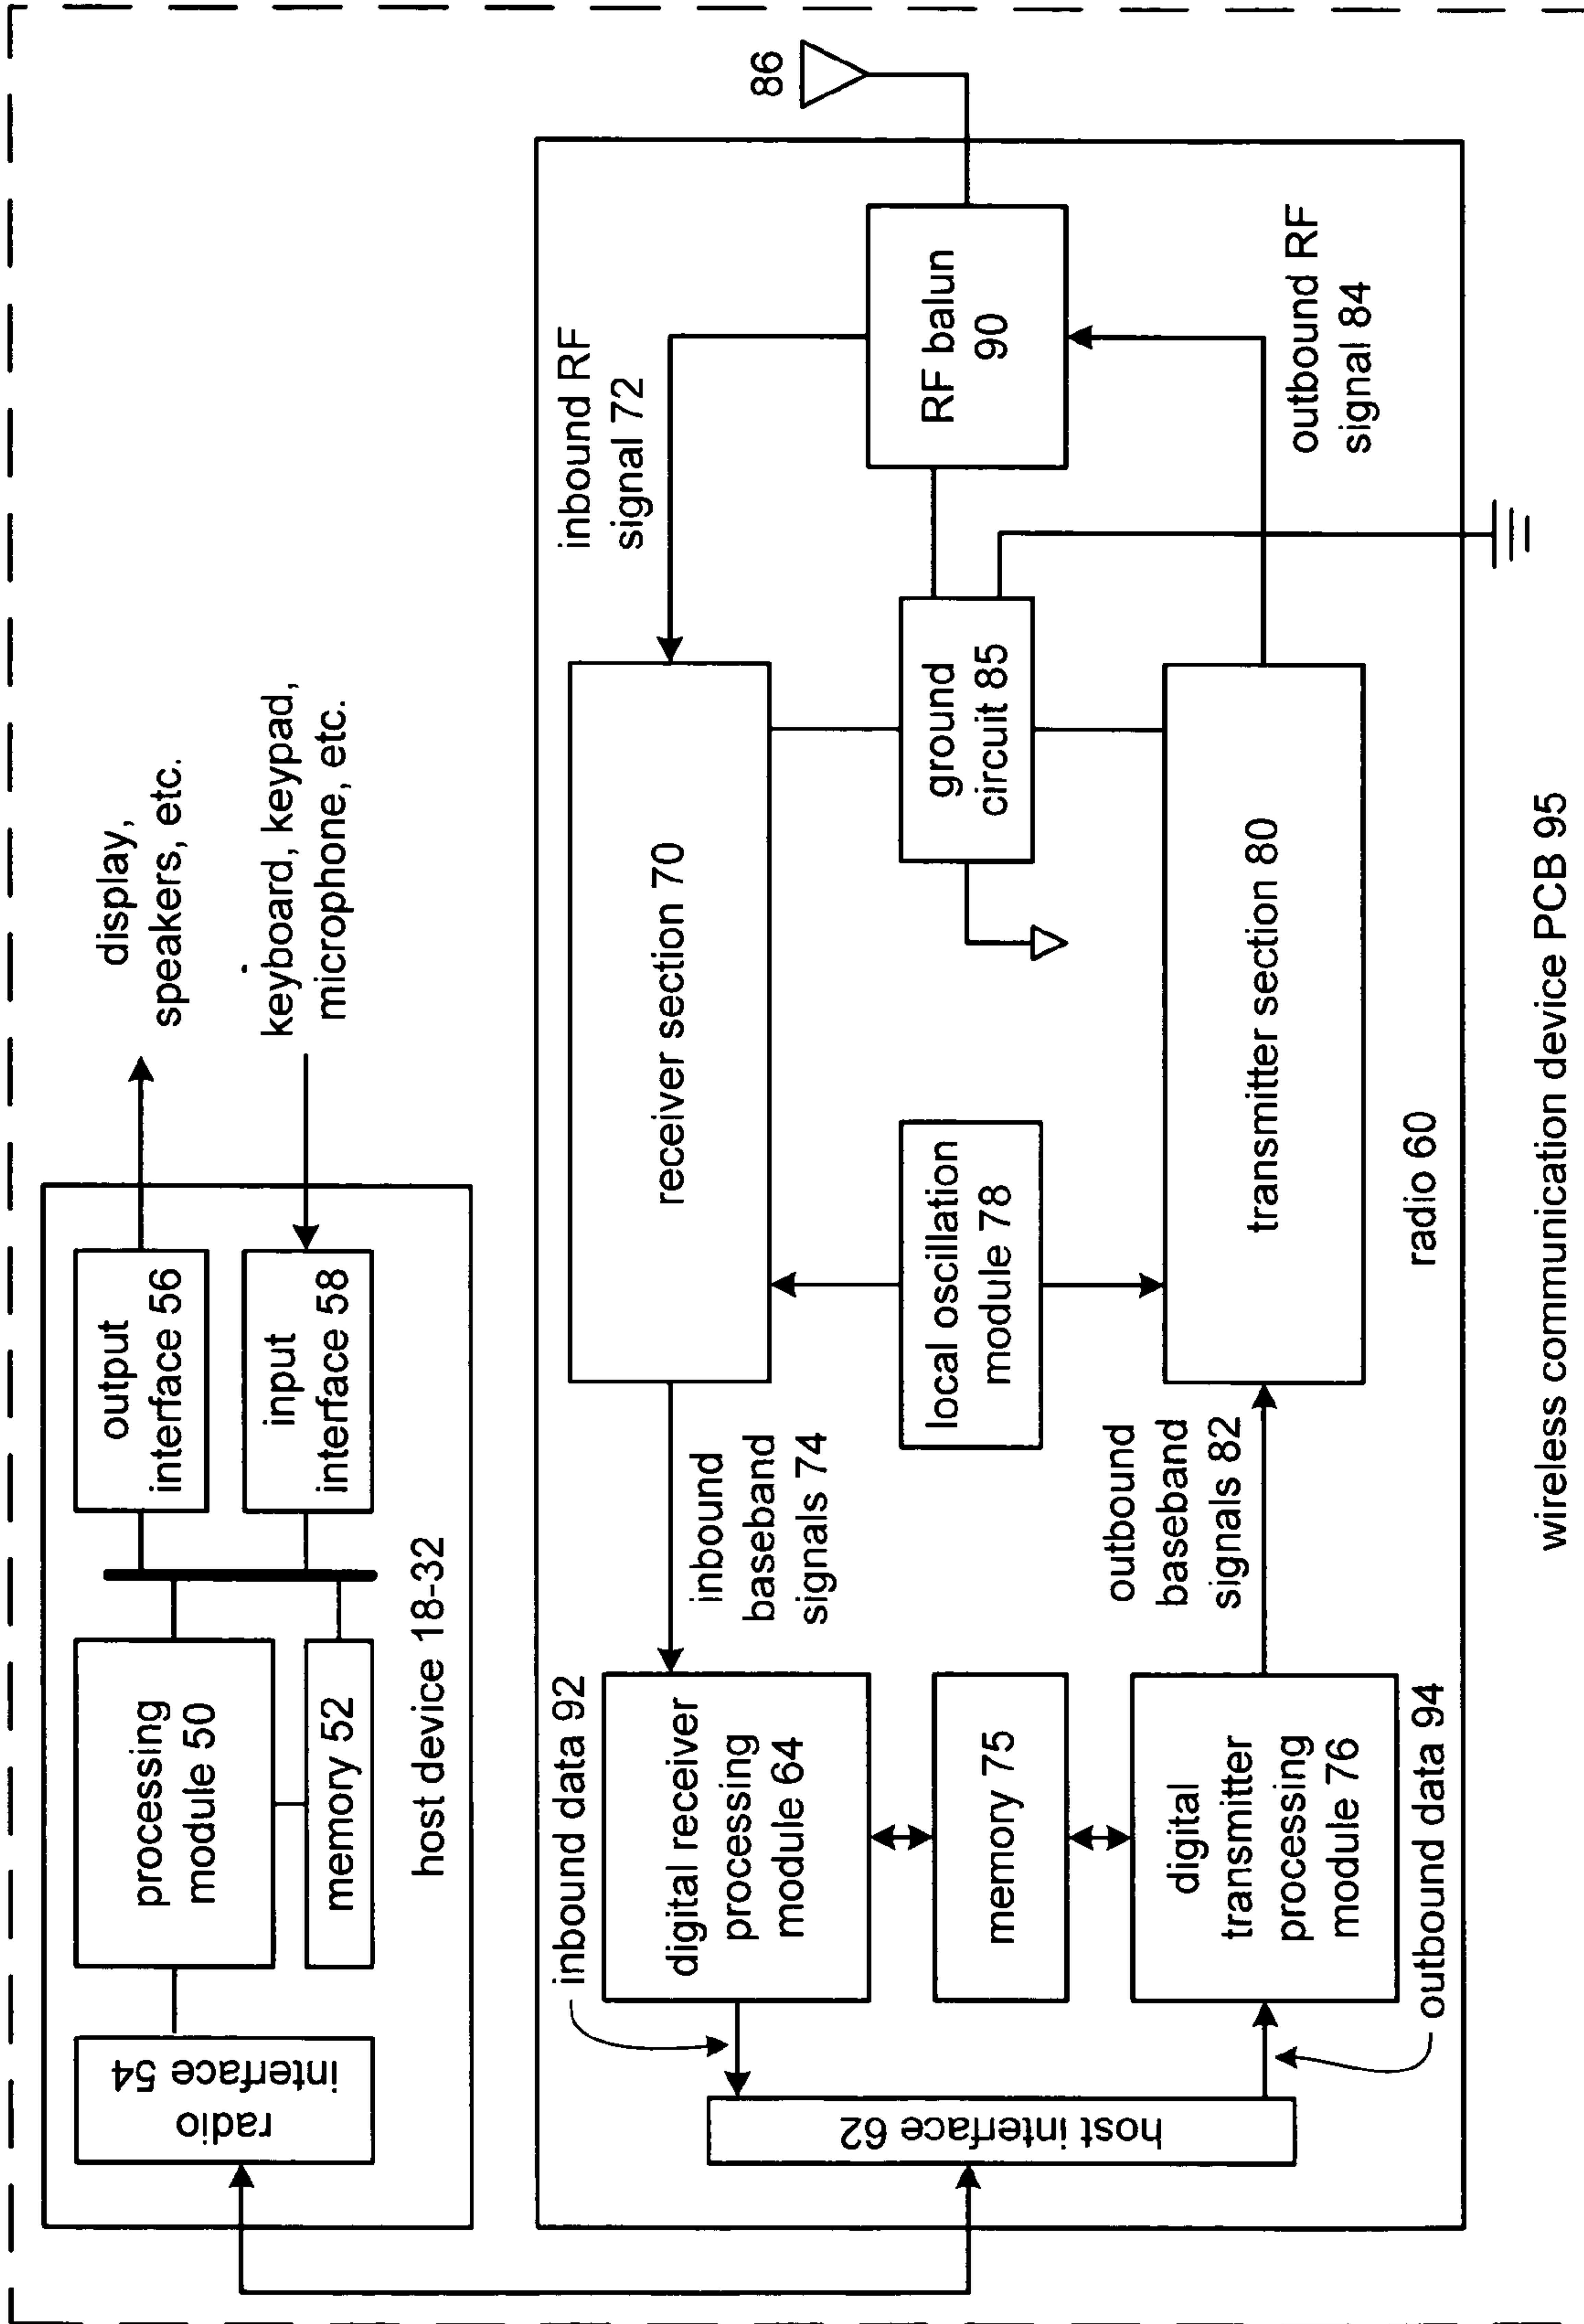 display,
speakers, etc.
keyboard, keypad,
microphone, etc.
output
interface 56
input
interface 58
processing
module 50
memory 52
radio
interface 54
host device 18-32
86
inbound RF
signal 72
RF balun
90
outbound RF
signal 84
receiver section 70
ground
circuit 85
local oscillation
module 78
transmitter section 80
radio 60
inbound
baseband
signals 74
outbound
baseband
signals 82
inbound data 92
digital receiver
processing
module 64
memory 75
digital
transmitter
processing
module 76
outbound data 94
host interface 62
wireless communication device PCB 95